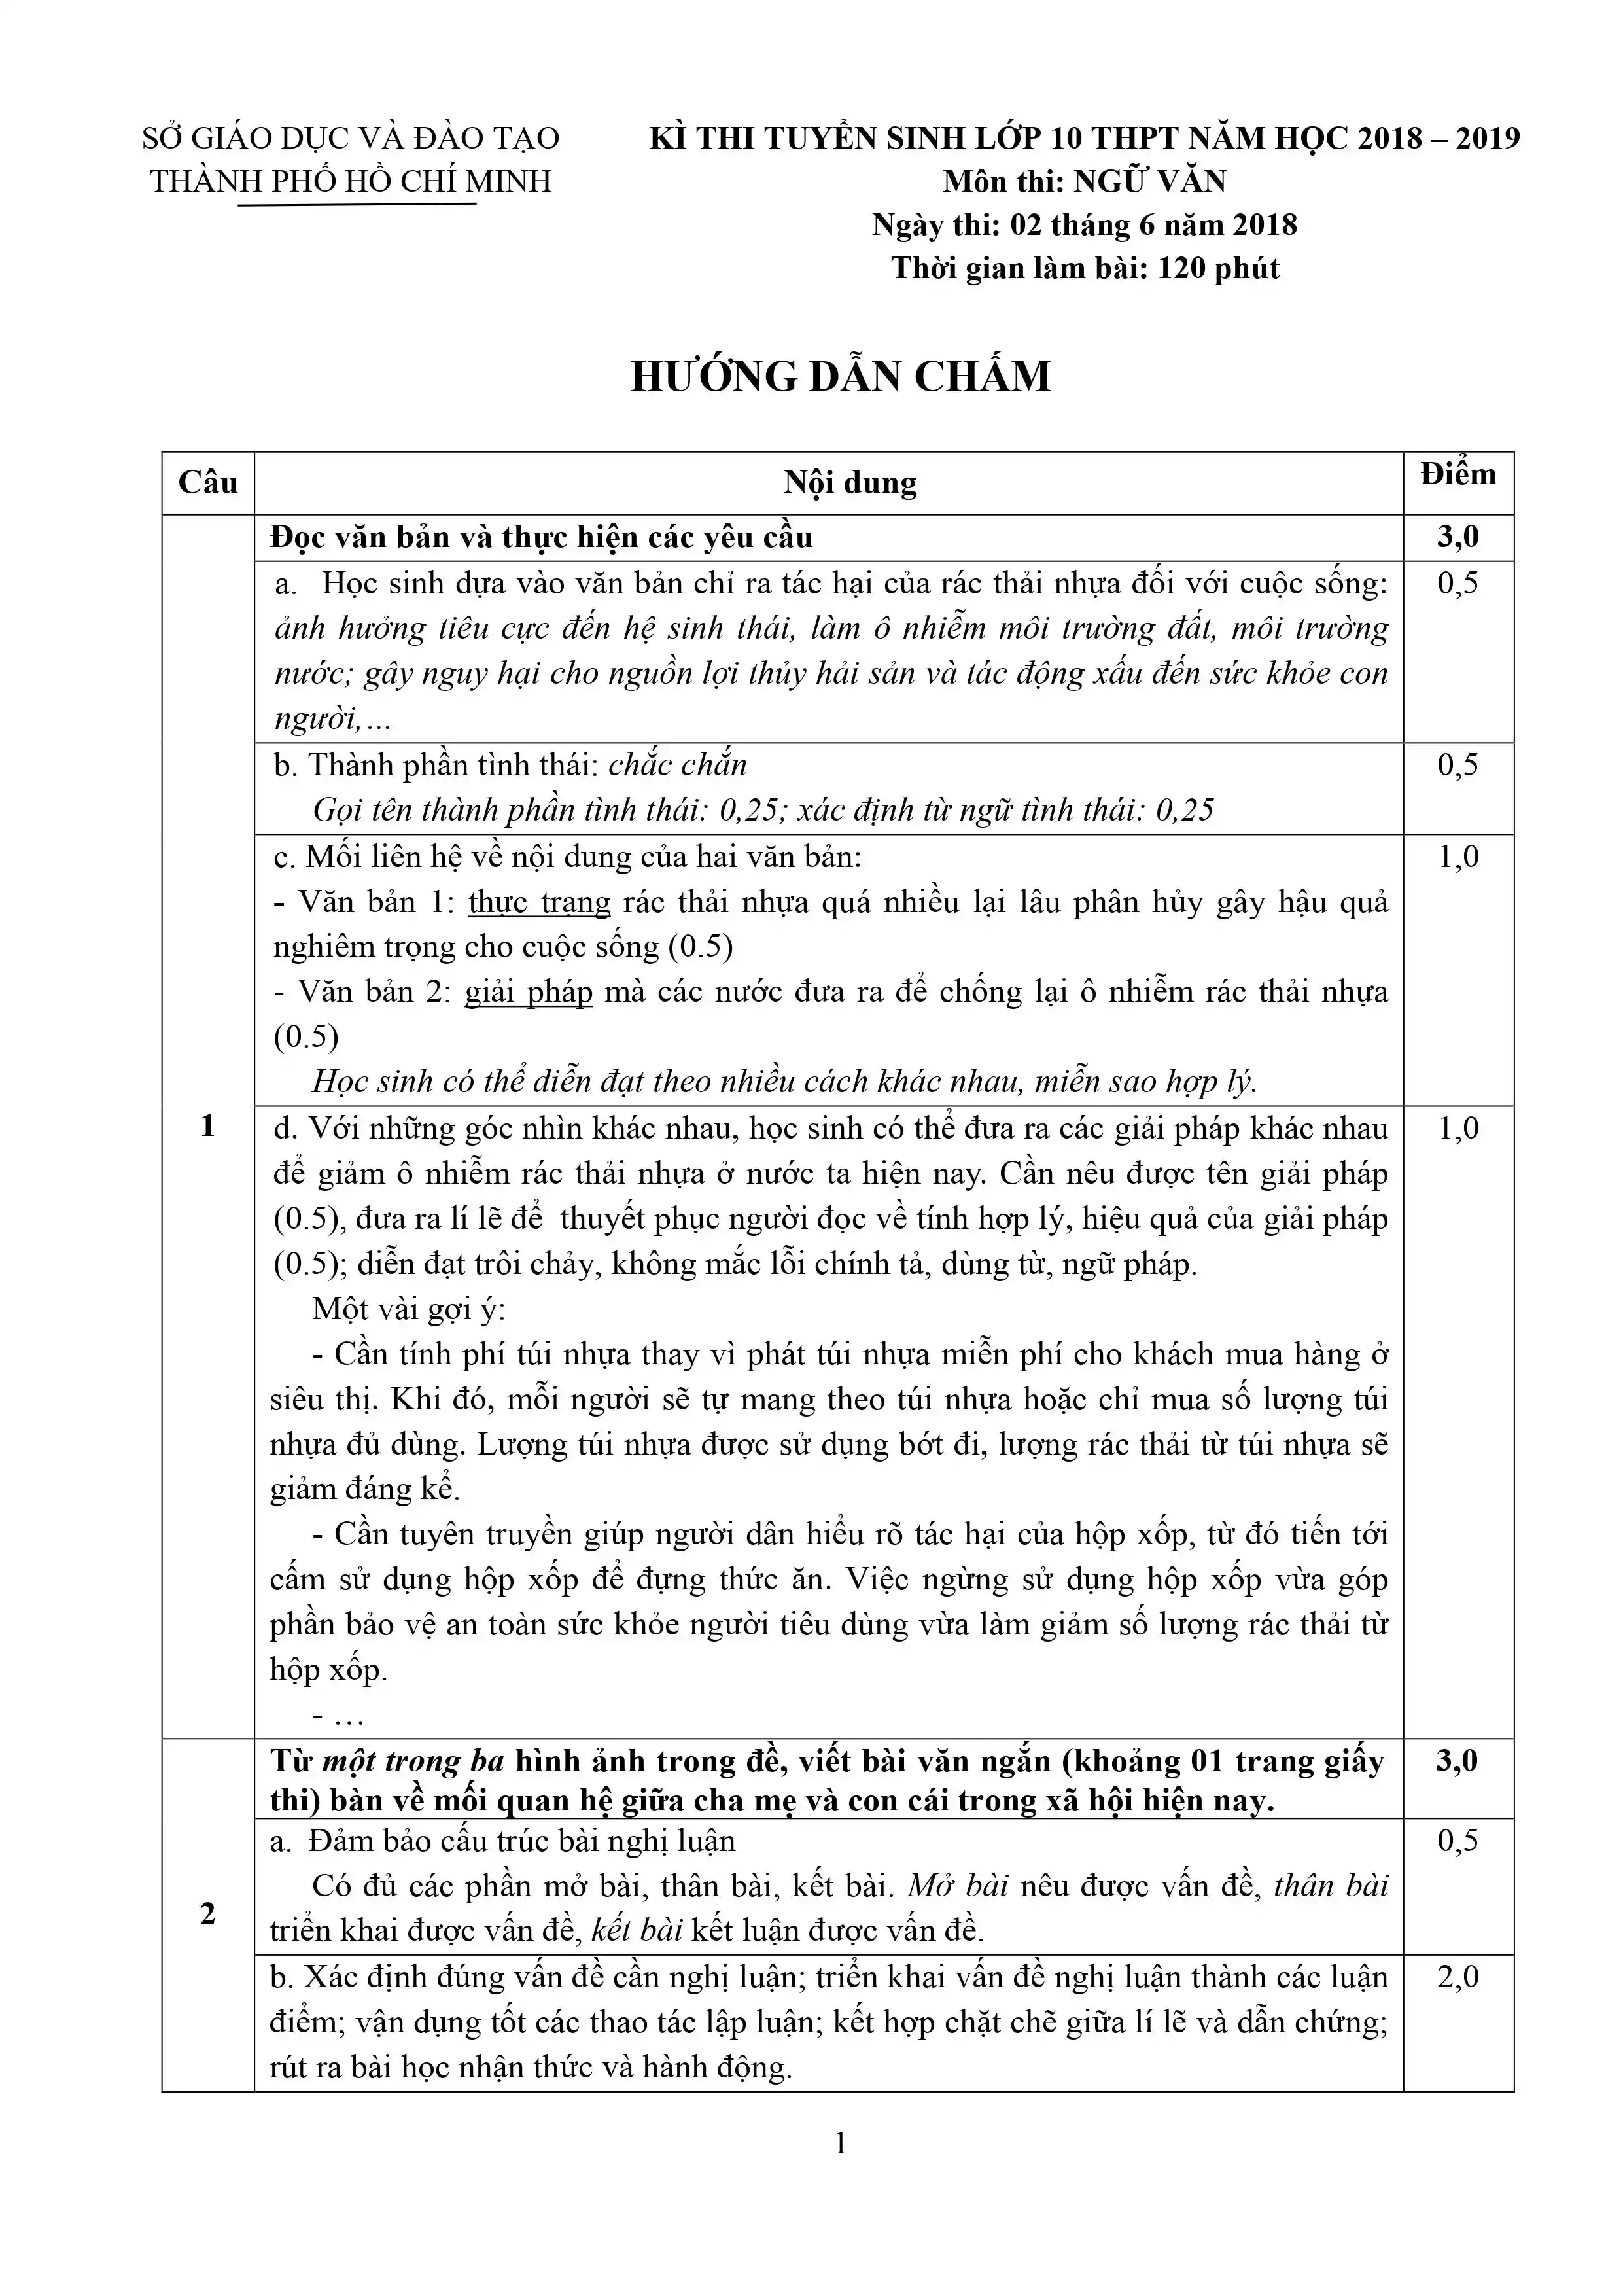 SỞ GIÁO DỤC VÀ ĐÀO TẠO
THÀNH PHỐ HỒ CHÍ MINH
KÌ THI TUYỂN SINH LỚP 10 THPT NĂM HỌC 2018 – 2019
Môn thi: NGỮ VĂN
Ngày thi: 02 tháng 6 năm 2018
Thời gian làm bài: 120 phút
HƯỚNG DẪN CHẤM
Câu
Nội dung
Điểm
1
Đọc văn bản và thực hiện các yêu cầu
3,0
a. Học sinh dựa vào văn bản chỉ ra tác hại của rác thải nhựa đối với cuộc sống:
ảnh hưởng tiêu cực đến hệ sinh thái, làm ô nhiễm môi trường đất, môi trường
nước; gây nguy hại cho nguồn lợi thủy hải sản và tác động xấu đến sức khỏe con
người,…
0,5
b. Thành phần tình thái: chắc chắn
Gọi tên thành phần tình thái: 0,25; xác định từ ngữ tình thái: 0,25
0,5
c. Mối liên hệ về nội dung của hai văn bản:
- Văn bản 1: thực trạng rác thải nhựa quá nhiều lại lâu phân hủy gây hậu quả
nghiêm trọng cho cuộc sống (0.5)
- Văn bản 2: giải pháp mà các nước đưa ra để chống lại ô nhiễm rác thải nhựa
(0.5)
Học sinh có thể diễn đạt theo nhiều cách khác nhau, miễn sao hợp lý.
1,0
d. Với những góc nhìn khác nhau, học sinh có thể đưa ra các giải pháp khác nhau
để giảm ô nhiễm rác thải nhựa ở nước ta hiện nay. Cần nêu được tên giải pháp
(0.5), đưa ra lí lẽ để thuyết phục người đọc về tính hợp lý, hiệu quả của giải pháp
(0.5); diễn đạt trôi chảy, không mắc lỗi chính tả, dùng từ, ngữ pháp.
Một vài gợi ý:
- Cần tính phí túi nhựa thay vì phát túi nhựa miễn phí cho khách mua hàng ở
siêu thị. Khi đó, mỗi người sẽ tự mang theo túi nhựa hoặc chỉ mua số lượng túi
nhựa đủ dùng. Lượng túi nhựa được sử dụng bớt đi, lượng rác thải từ túi nhựa sẽ
giảm đáng kể.
- Cần tuyên truyền giúp người dân hiểu rõ tác hại của hộp xốp, từ đó tiến tới
cấm sử dụng hộp xốp để đựng thức ăn. Việc ngừng sử dụng hộp xốp vừa góp
phần bảo vệ an toàn sức khỏe người tiêu dùng vừa làm giảm số lượng rác thải từ
hộp xốp.
- …
1,0
2
Từ một trong ba hình ảnh trong đề, viết bài văn ngắn (khoảng 01 trang giấy
thi) bàn về mối quan hệ giữa cha mẹ và con cái trong xã hội hiện nay.
3,0
a. Đảm bảo cấu trúc bài nghị luận
Có đủ các phần mở bài, thân bài, kết bài. Mở bài nêu được vấn đề, thân bài
triển khai được vấn đề, kết bài kết luận được vấn đề.
0,5
b. Xác định đúng vấn đề cần nghị luận; triển khai vấn đề nghị luận thành các luận
điểm; vận dụng tốt các thao tác lập luận; kết hợp chặt chẽ giữa lí lẽ và dẫn chứng;
rút ra bài học nhận thức và hành động.
2,0
1